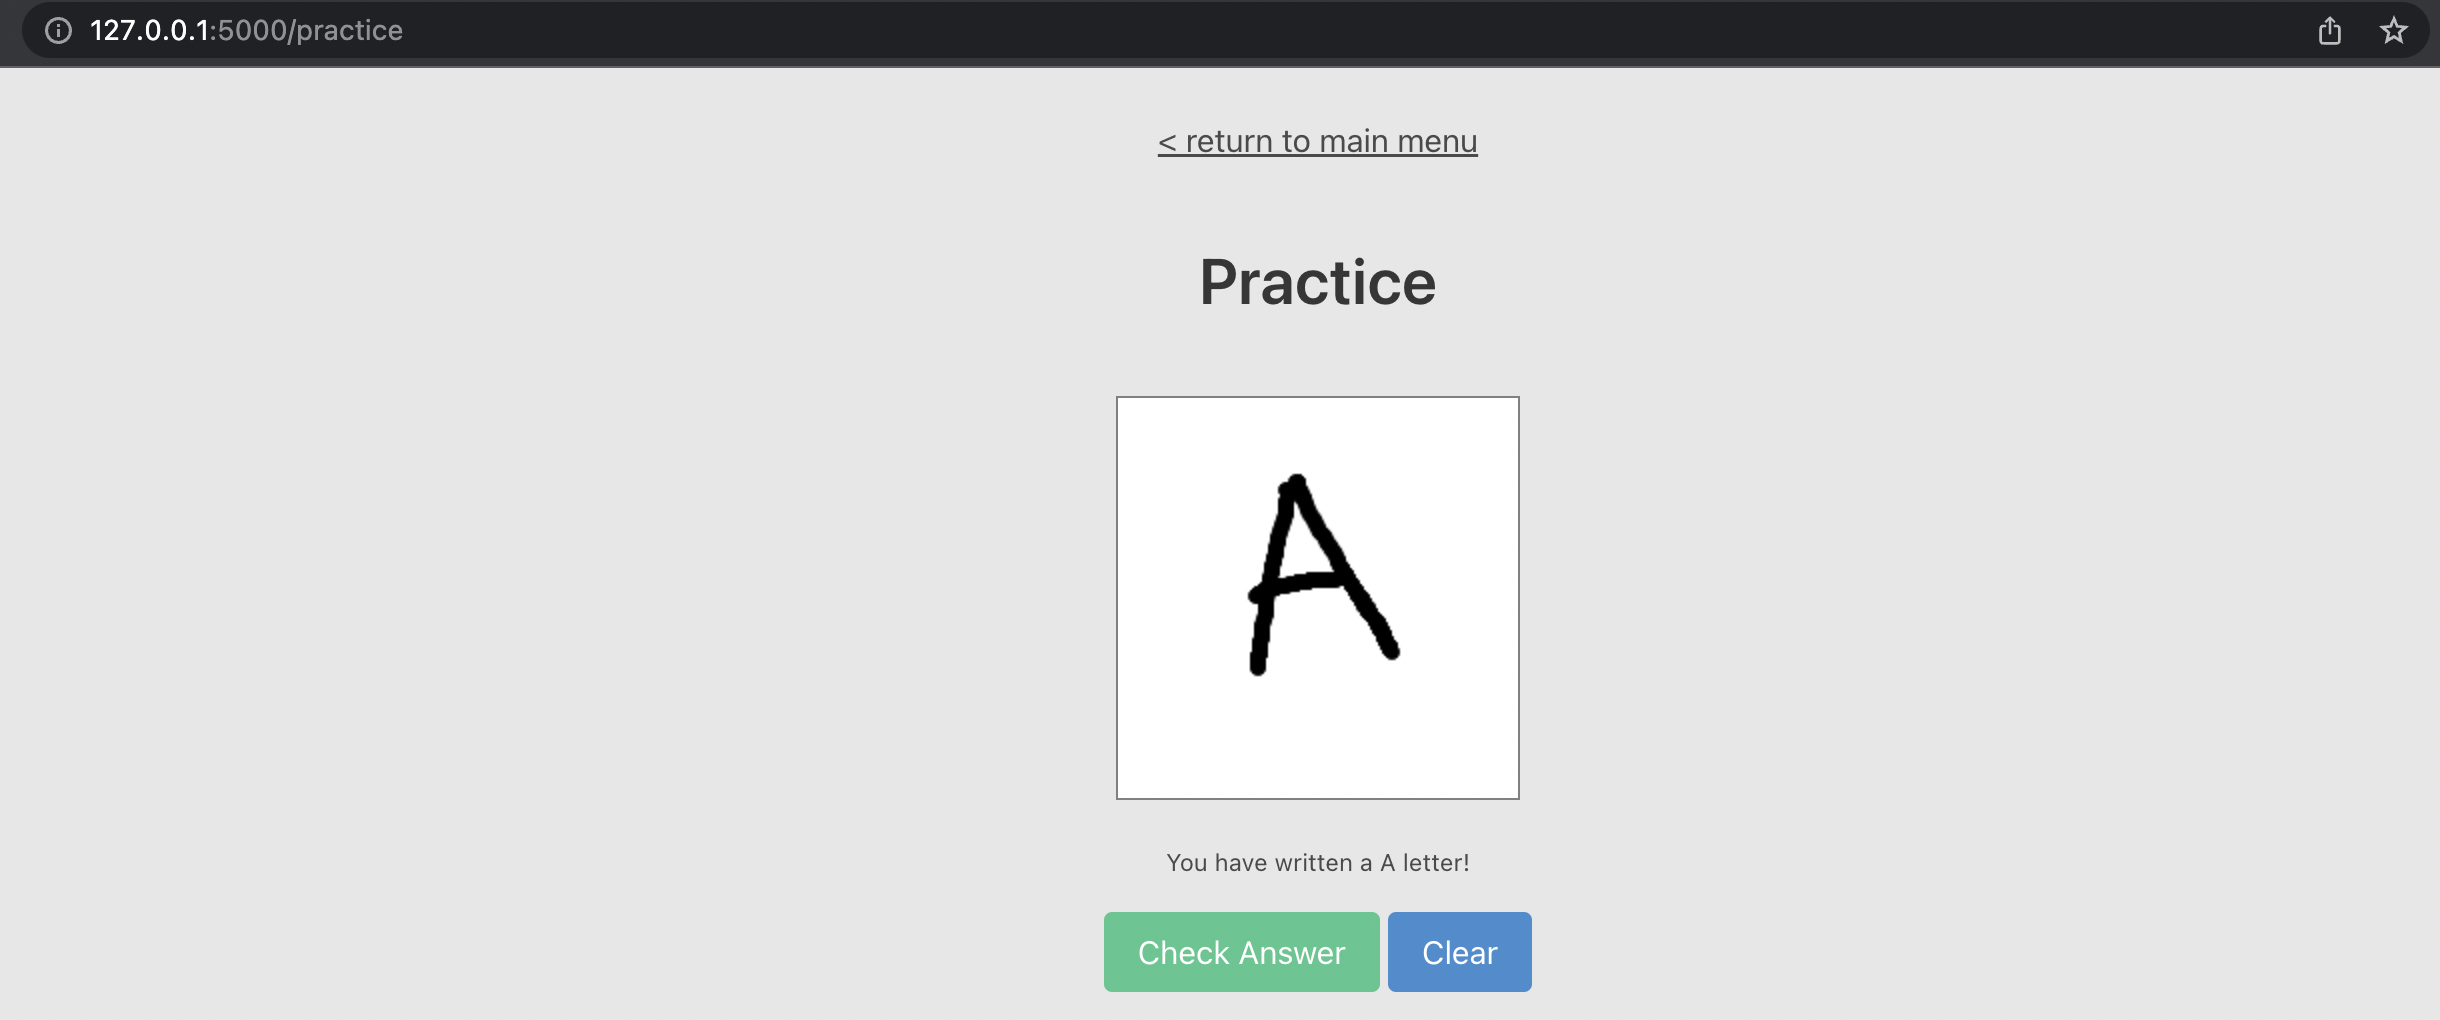 127.0.0.1:5000/practice
< return to main menu
Practice
A
You have written a A letter!
Check Answer Clear